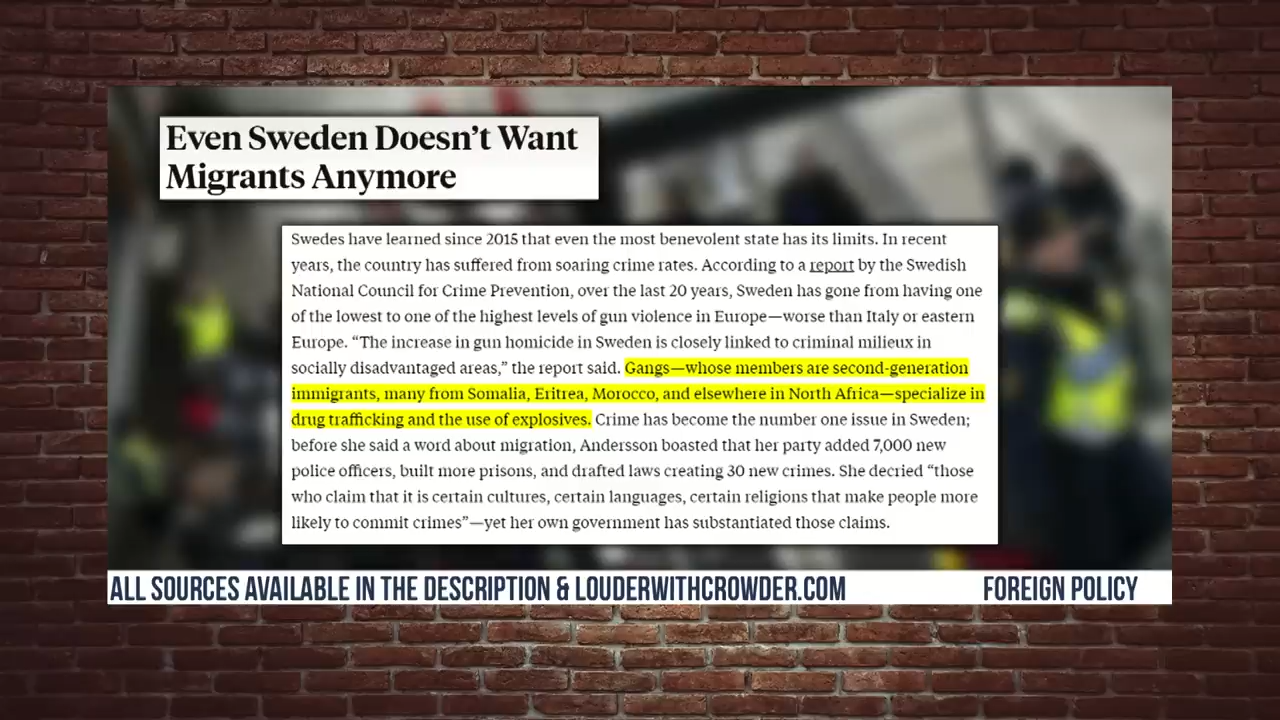 Even Sweden Doesn’t Want
Migrants Anymore
Swedes have learned since 2015 that even the most benevolent state has its limits. In recent
years, the country has suffered from soaring crime rates. According to a report by the Swedish
National Council for Crime Prevention, over the last 20 years, Sweden has gone from having one
of the lowest to one of the highest levels of gun violence in Europe—worse than Italy or eastern
Europe. “The increase in gun homicide in Sweden is closely linked to criminal milieux in
socially disadvantaged areas,” the report said. Gangs—whose members are second-generation
immigrants, many from Somalia, Eritrea, Morocco, and elsewhere in North Africa—specialize in
drug trafficking and the use of explosives. Crime has become the number one issue in Sweden;
before she said a word about migration, Andersson boasted that her party added 7,000 new
police officers, built more prisons, and drafted laws creating 30 new crimes. She decried “those
who claim that it is certain cultures, certain languages, certain religions that make people more
likely to commit crimes”—yet her own government has substantiated those claims.
ALL SOURCES AVAILABLE IN THE DESCRIPTION & LOUDERWITHCROWDER.COM
FOREIGN POLICY